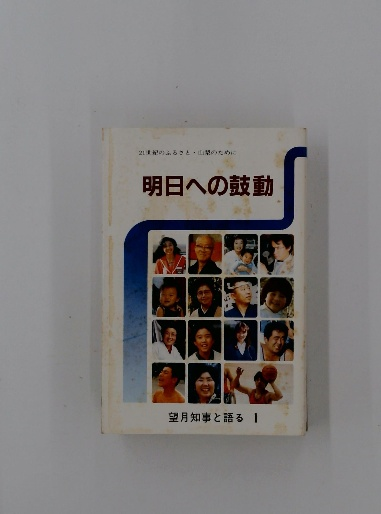 21世紀のふるさと・山梨のために
明日への鼓動
望月知事と語る 1